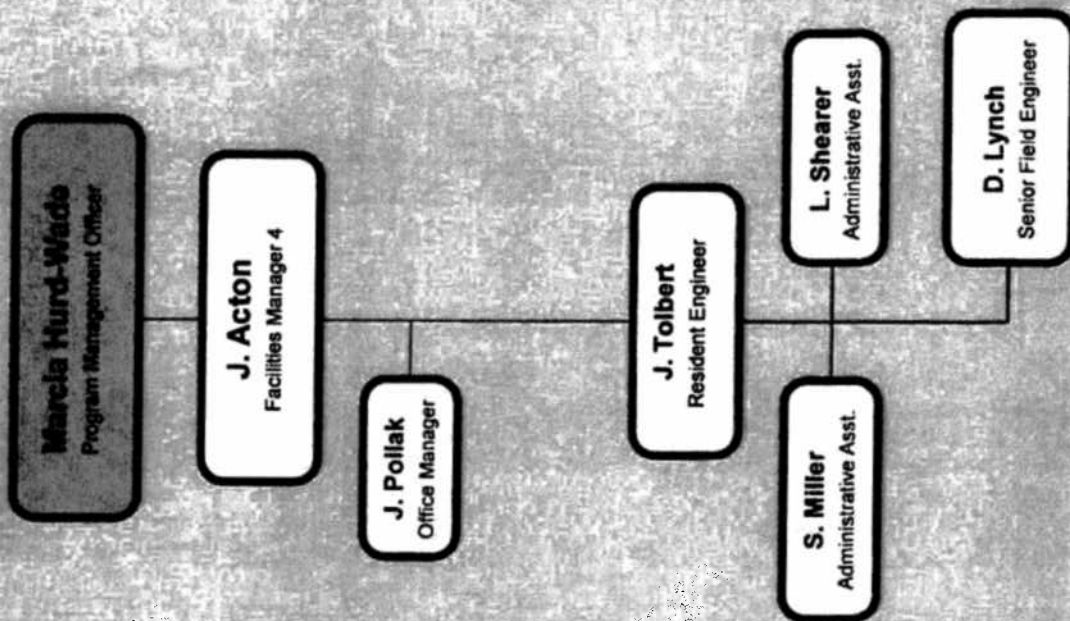 Marcia Hurd-Wade
Program Management Officer
J. Acton
Facilities Manager 4
J. Pollak
Office Manager
J. Tolbert
Resident Engineer
S. Miller
Administrative Asst.
L. Shearer
Administrative Asst.
D. Lynch
Senior Field Engineer